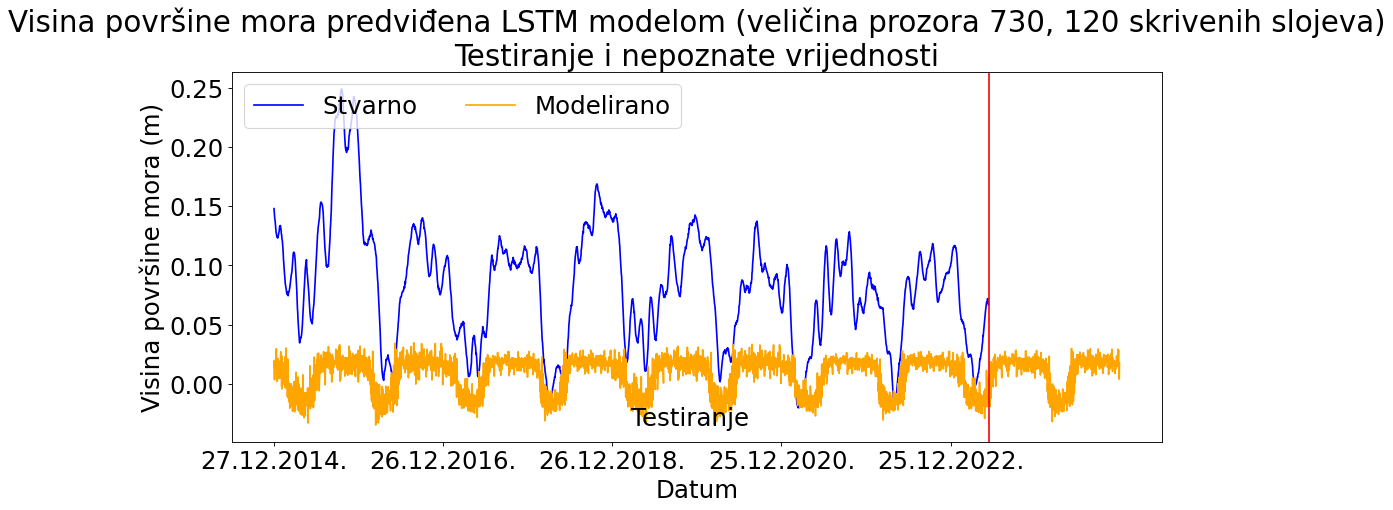 Visina površine mora predviđena LSTM modelom (veličina prozora 730, 120 skrivenih slojeva)
Testiranje i nepoznate vrijednosti
Stvarno Modelirano
Visina površine mora (m)
0.25
0.20
0.15
0.10
0.05
0.00
Testiranje
27.12.2014. 26.12.2016. 26.12.2018. 25.12.2020. 25.12.2022.
Datum